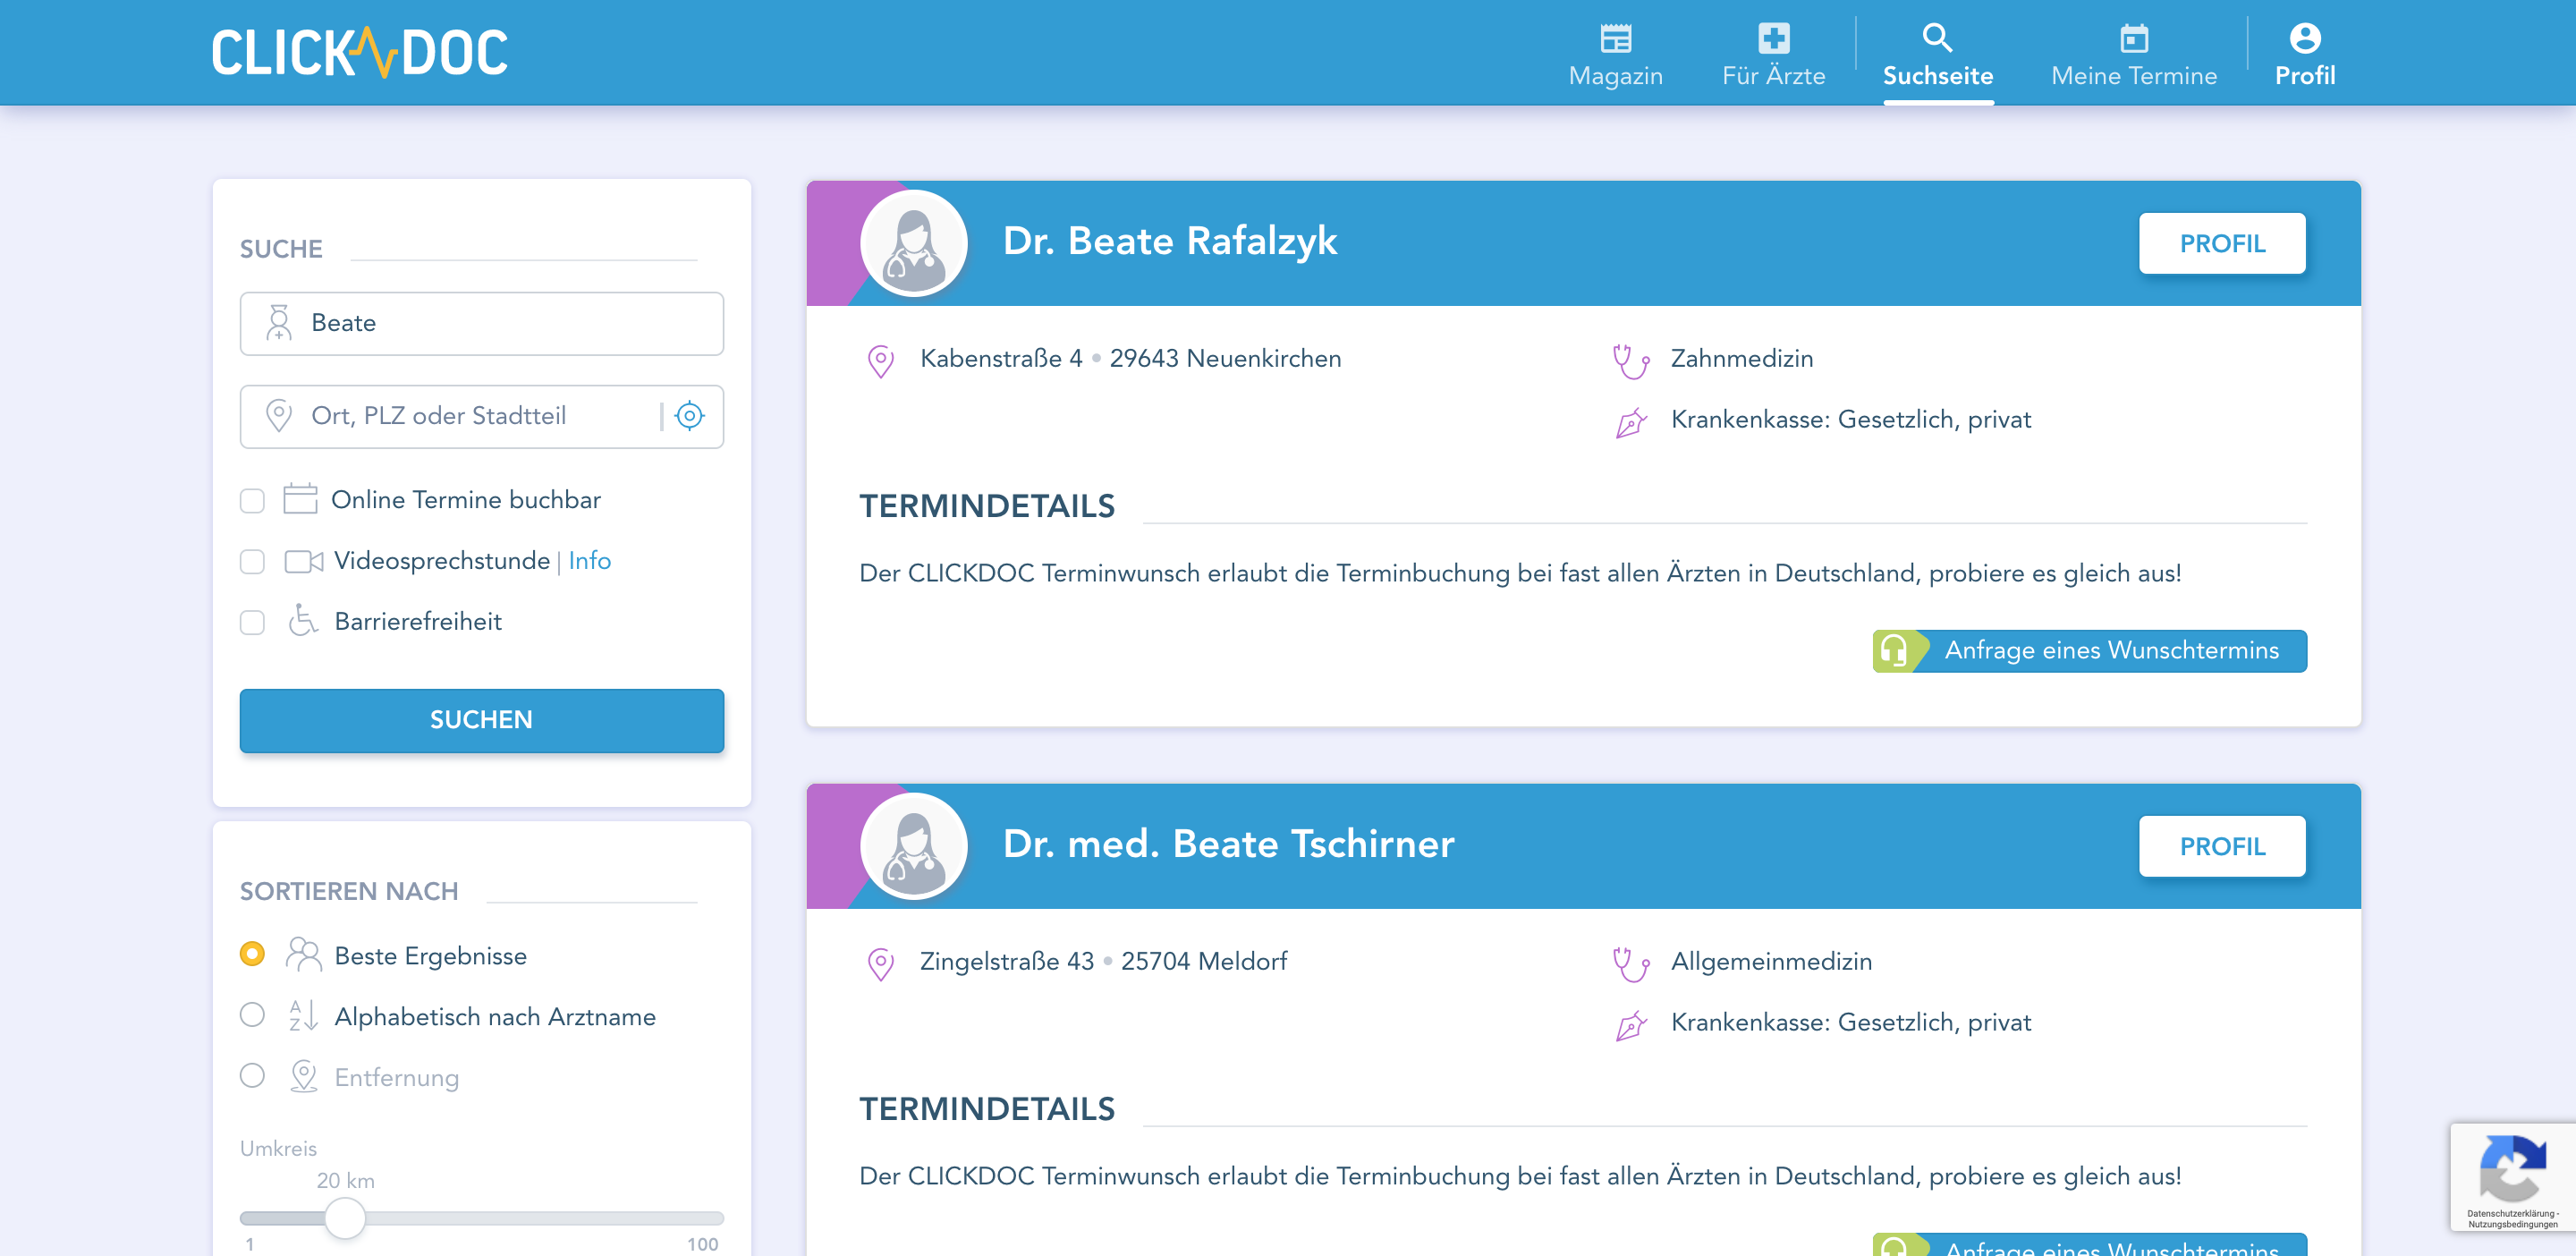 CLICKDOC
Magazin
Für Ärzte
Suchseite
Meine Termine
Profil
SUCHE
Beate
Ort, PLZ oder Stadtteil
Online Termine buchbar
Videosprechstunde | Info
Barrierefreiheit
SUCHEN
SORTIEREN NACH
Beste Ergebnisse
A Z Alphabetisch nach Arztname
Entfernung
Umkreis
20 km
1 100
Dr. Beate Rafalzyk
PROFIL
Kabenstraße 4 • 29643 Neuenkirchen
Zahnmedizin
Krankenkasse: Gesetzlich, privat
TERMINDETAILS
Der CLICKDOC Terminwunsch erlaubt die Terminbuchung bei fast allen Ärzten in Deutschland, probiere es gleich aus!
Anfrage eines Wunschtermins
Dr. med. Beate Tschirner
PROFIL
Zingelstraße 43 • 25704 Meldorf
Allgemeinmedizin
Krankenkasse: Gesetzlich, privat
TERMINDETAILS
Der CLICKDOC Terminwunsch erlaubt die Terminbuchung bei fast allen Ärzten in Deutschland, probiere es gleich aus!
Anfrage eines Wunschtermins
Datenschutzerklärung -
Nutzungsbedingungen